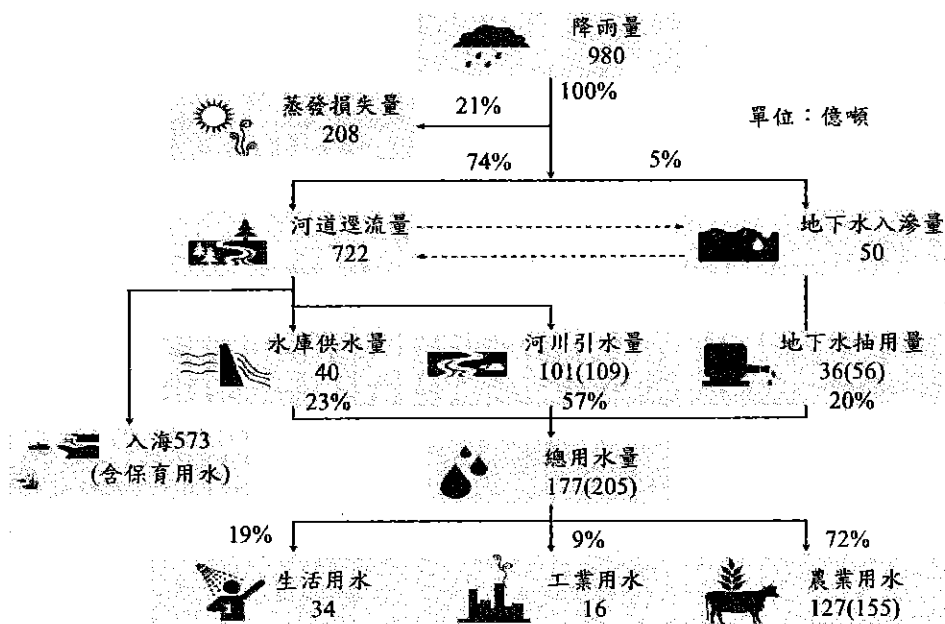 降雨量
980
100%
蒸發損失量
208
21%
單位：億噸
74%
5%
河道逕流量
722
地下水入滲量
50
水庫供水量
40
23%
河川引水量
101(109)
57%
地下水抽用量
36(56)
20%
入海573
(含保育用水)
總用水量
177(205)
19%
9%
72%
生活用水
34
工業用水
16
農業用水
127(155)